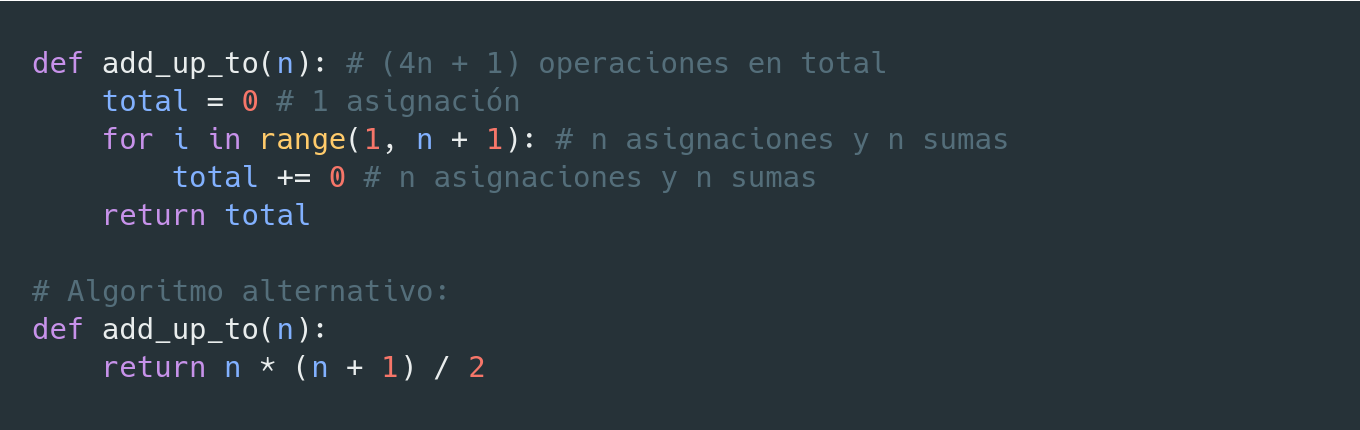 def add_up_to(n): # (4n + 1) operaciones en total
    total = 0 # 1 asignación
    for i in range(1, n + 1): # n asignaciones y n sumas
        total += 0 # n asignaciones y n sumas
    return total

# Algoritmo alternativo:
def add_up_to(n):
    return n * (n + 1) / 2